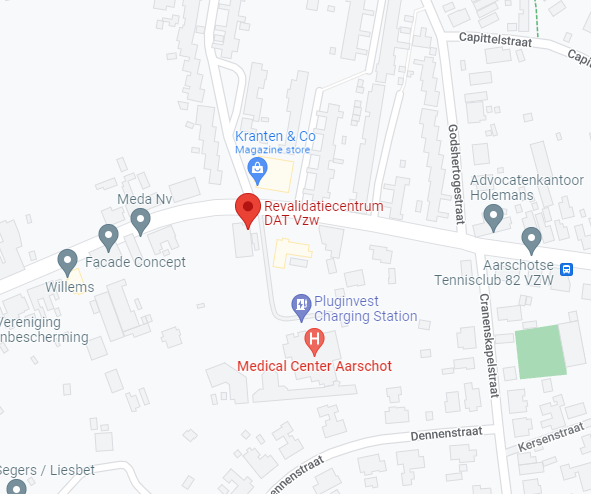 Capittelstraat
Capit
Kranten & Co
Magazine store
Godshertogestraat
Advocatenkantoor
Holemans
Meda Nv
Revalidatiecentrum
DAT Vzw
Facade Concept
Aarschotse
Tennisclub 82 VZW
Willems
Pluginvest
Charging Station
Cranenskapelstraat
Vereniging
nbescherming
H
Medical Center Aarschot
Dennenstraat
Kersenstraat
ennenstraat
Segers / Liesbet